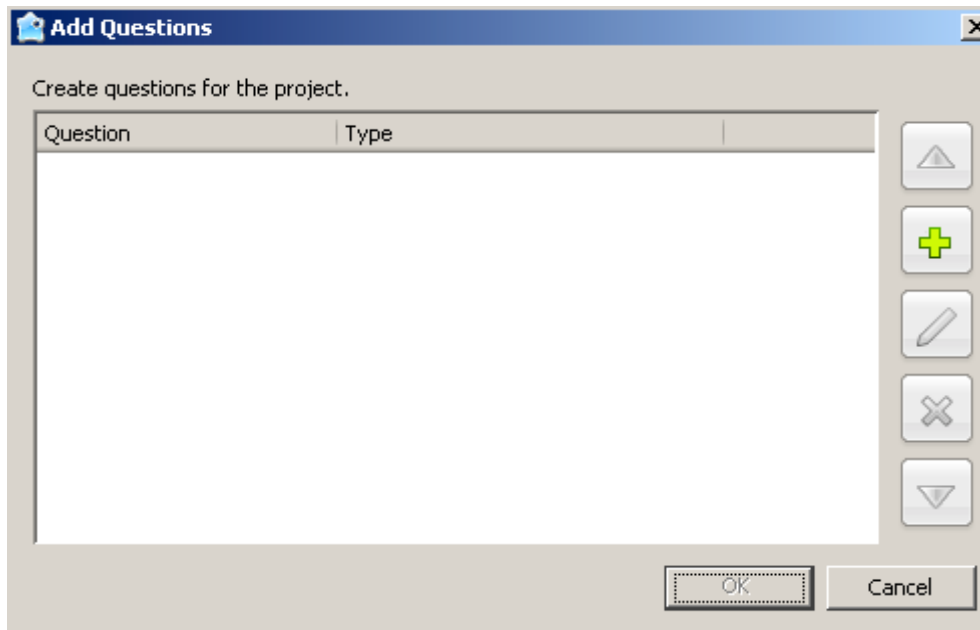 Add Questions
Create questions for the project.
Question Type
OK Cancel